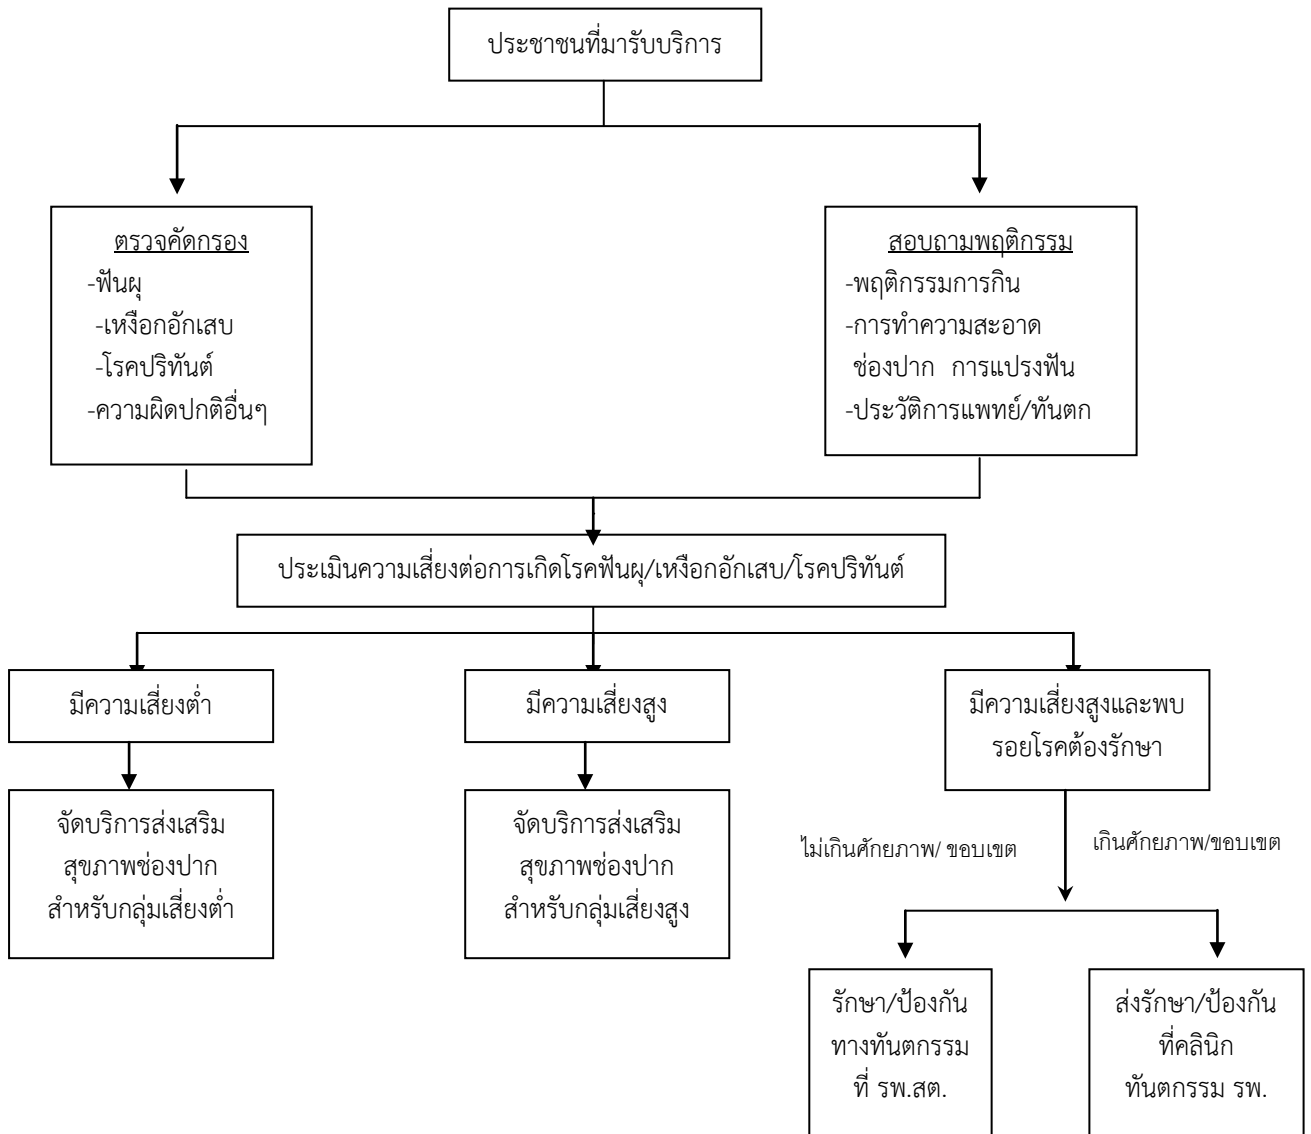 ประชาชนที่มารับบริการ
ตรวจคัดกรอง
-ฟันผุ
-เหงือกอักเสบ
-โรคปริทันต์
-ความผิดปกติอื่นๆ
สอบถามพฤติกรรม
-พฤติกรรมการกิน
-การทำความสะอาด
ช่องปาก การแปรงฟัน
-ประวัติการแพทย์/ทันตก
ประเมินความเสี่ยงต่อการเกิดโรคฟันผุ/เหงือกอักเสบ/โรคปริทันต์
มีความเสี่ยงต่ำ
มีความเสี่ยงสูง
มีความเสี่ยงสูงและพบ
รอยโรคต้องรักษา
จัดบริการส่งเสริม
สุขภาพช่องปาก
สำหรับกลุ่มเสี่ยงต่ำ
จัดบริการส่งเสริม
สุขภาพช่องปาก
สำหรับกลุ่มเสี่ยงสูง
ไม่เกินศักยภาพ/ ขอบเขต
เกินศักยภาพ/ขอบเขต
รักษา/ป้องกัน
ทางทันตกรรม
ที่ รพ.สต.
ส่งรักษา/ป้องกัน
ที่คลินิก
ทันตกรรม รพ.